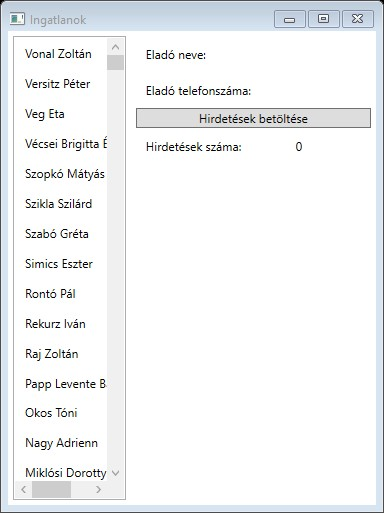 Ingatlanok
Vonal Zoltán
Versitz Péter
Veg Eta
Vécsei Brigitta
Szopkó Mátyás
Szikla Szilárd
Szabó Gréta
Simics Eszter
Rontó Pál
Rekurz Iván
Raj Zoltán
Papp Levente
Okos Tóni
Nagy Adrienn
Miklósi Dorotty
Eladó neve:
Eladó telefonszáma:
Hirdetések betöltése
Hirdetések száma: 0